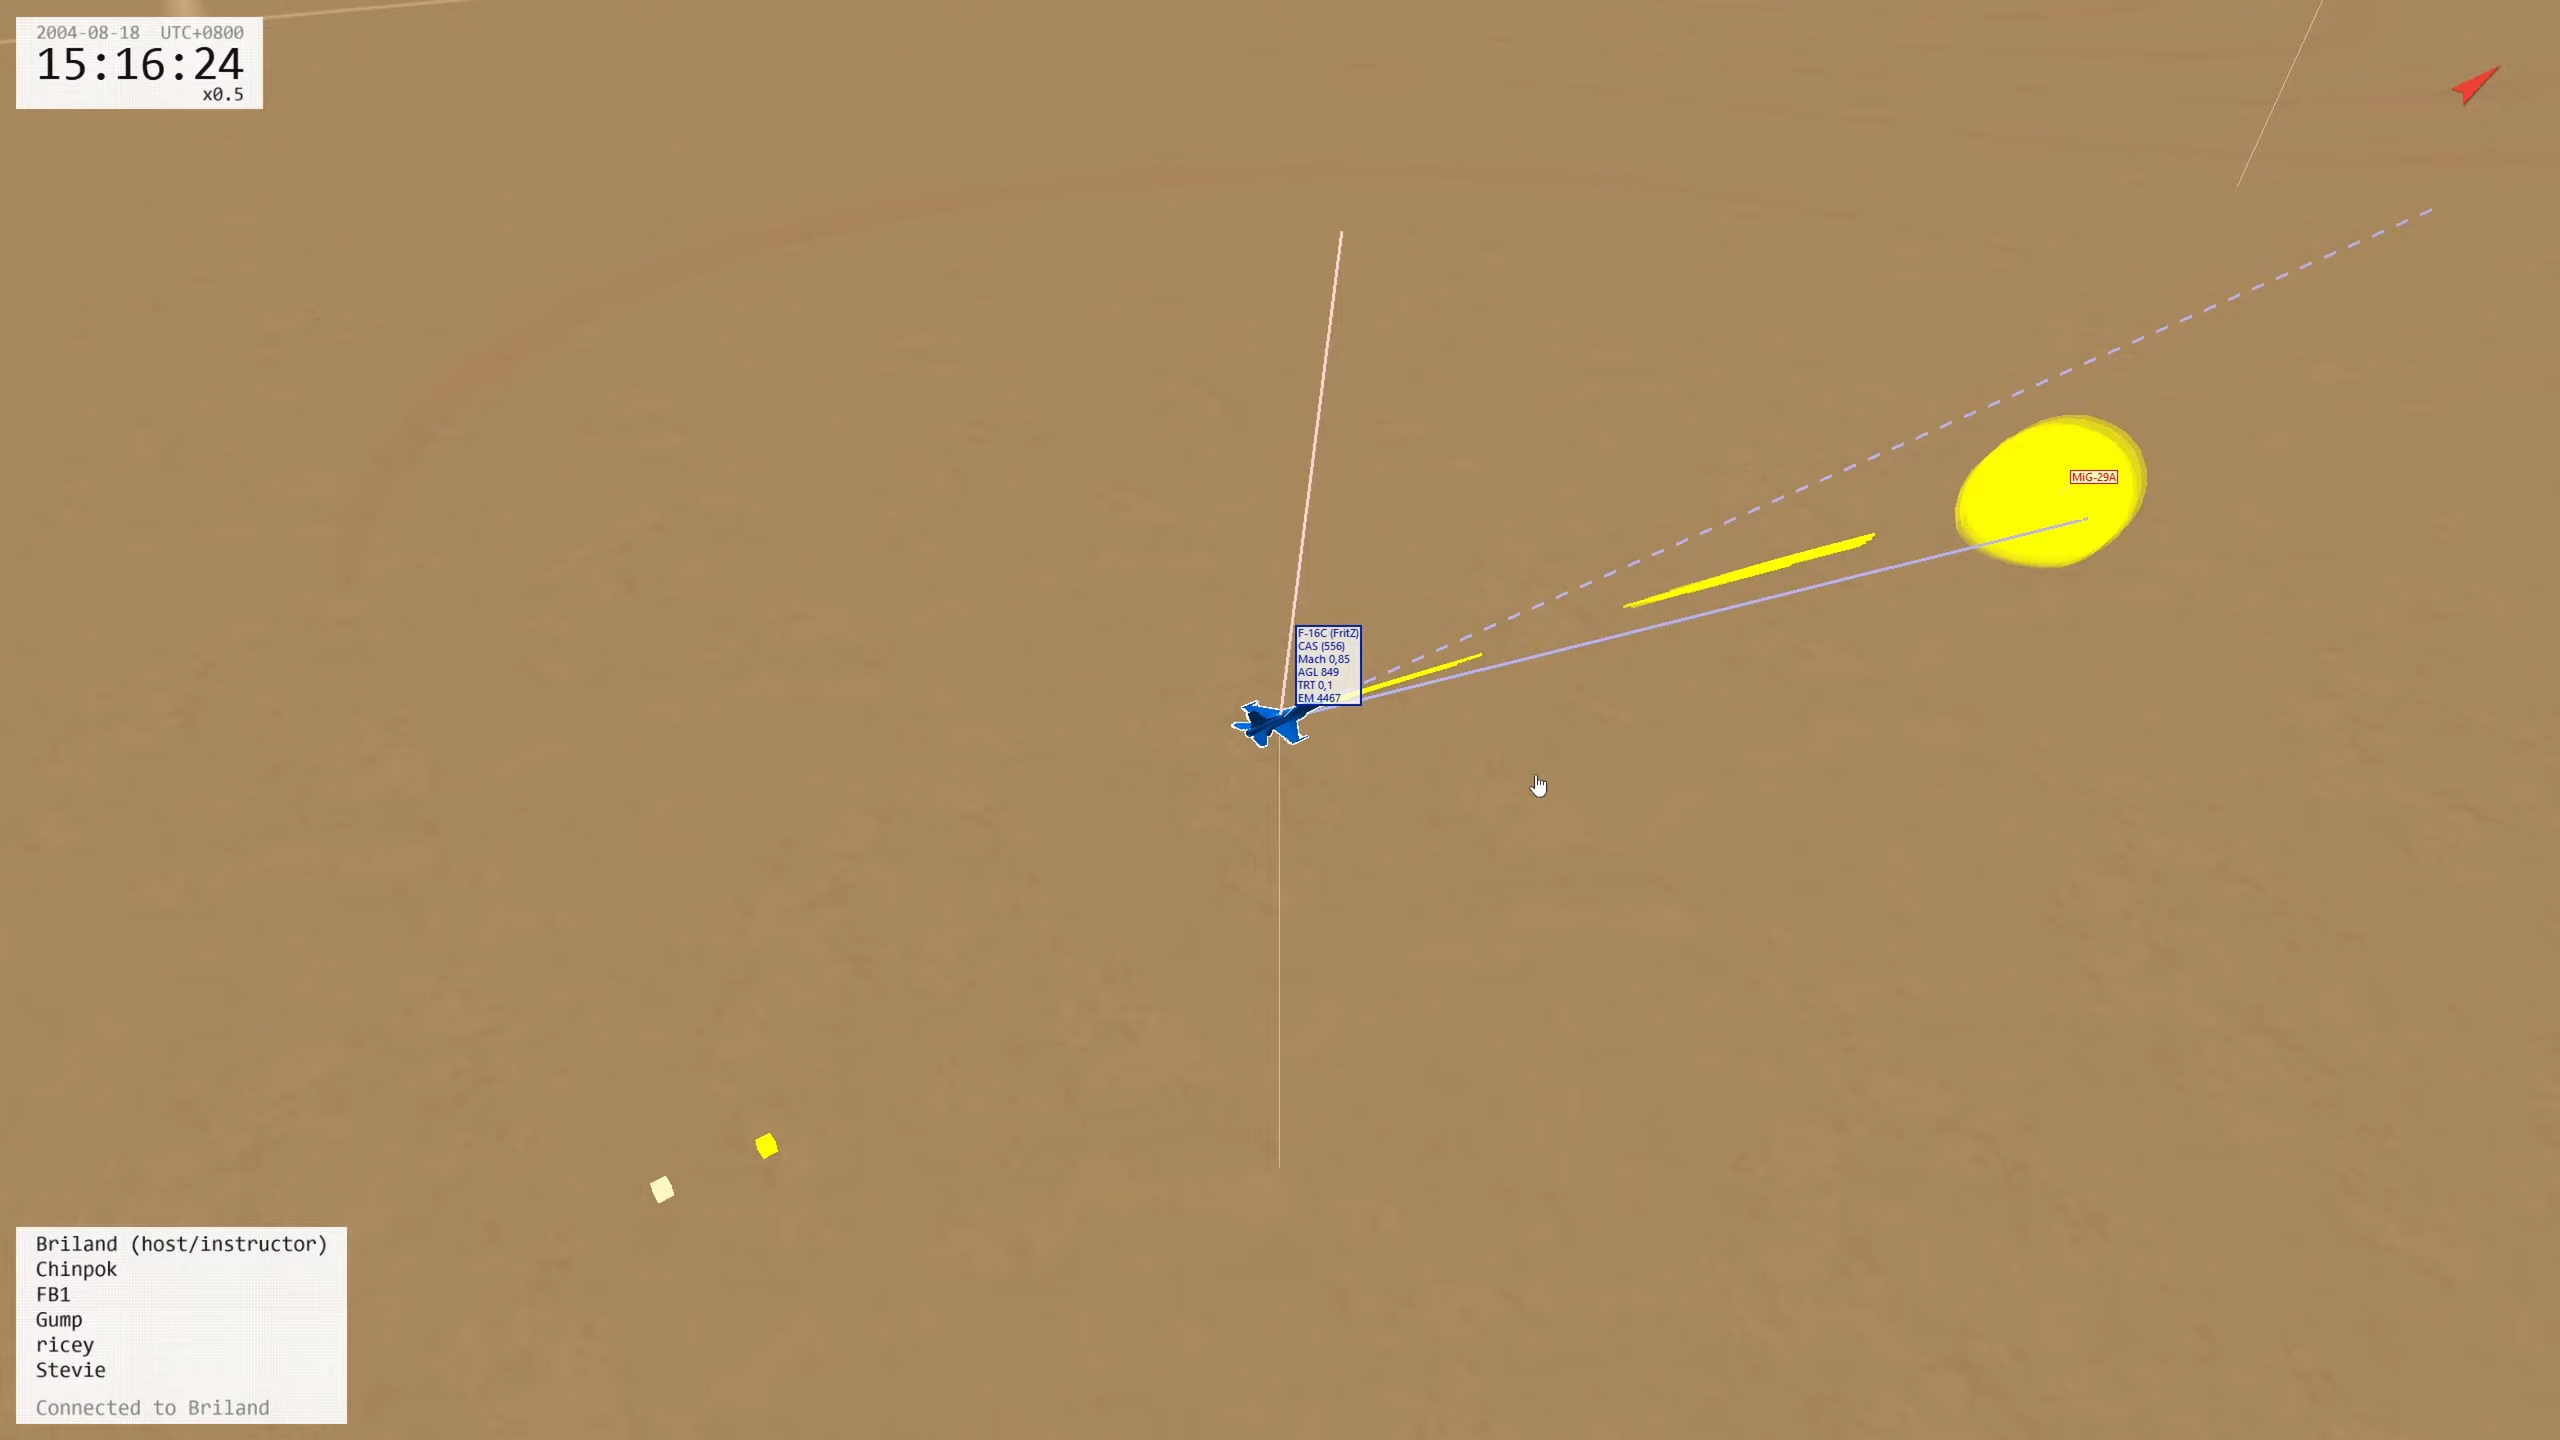 2004-08-18 UTC+0800
15:16:24
x0.5
MiG-29A
F-16C (FritZ)
CAS (556)
Mach 0,85
AGL 849
TRT 0,1
EM 4467
Briland (host/instructor)
Chinpok
FB1
Gump
ricey
Stevie
Connected to Briland